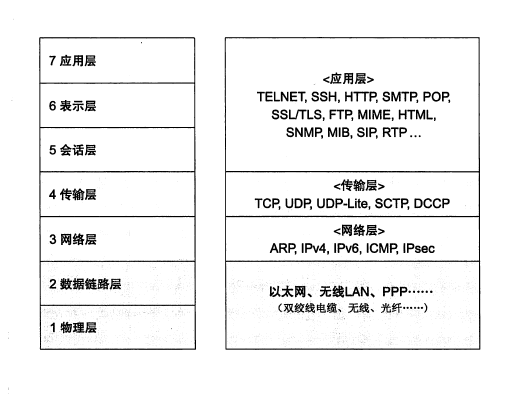 7 应用层
6 表示层
5 会话层
4 传输层
3 网络层
2 数据链路层
1 物理层
<应用层>
TELNET, SSH, HTTP, SMTP, POP,
SSL/TLS, FTP, MIME, HTML,
SNMP, MIB, SIP, RTP ...
<传输层>
TCP, UDP, UDP-Lite, SCTP, DCCP
<网络层>
ARP, IPv4, IPv6, ICMP, IPsec
以太网、无线LAN、PPP······
（双绞线电缆、无线、光纤······）